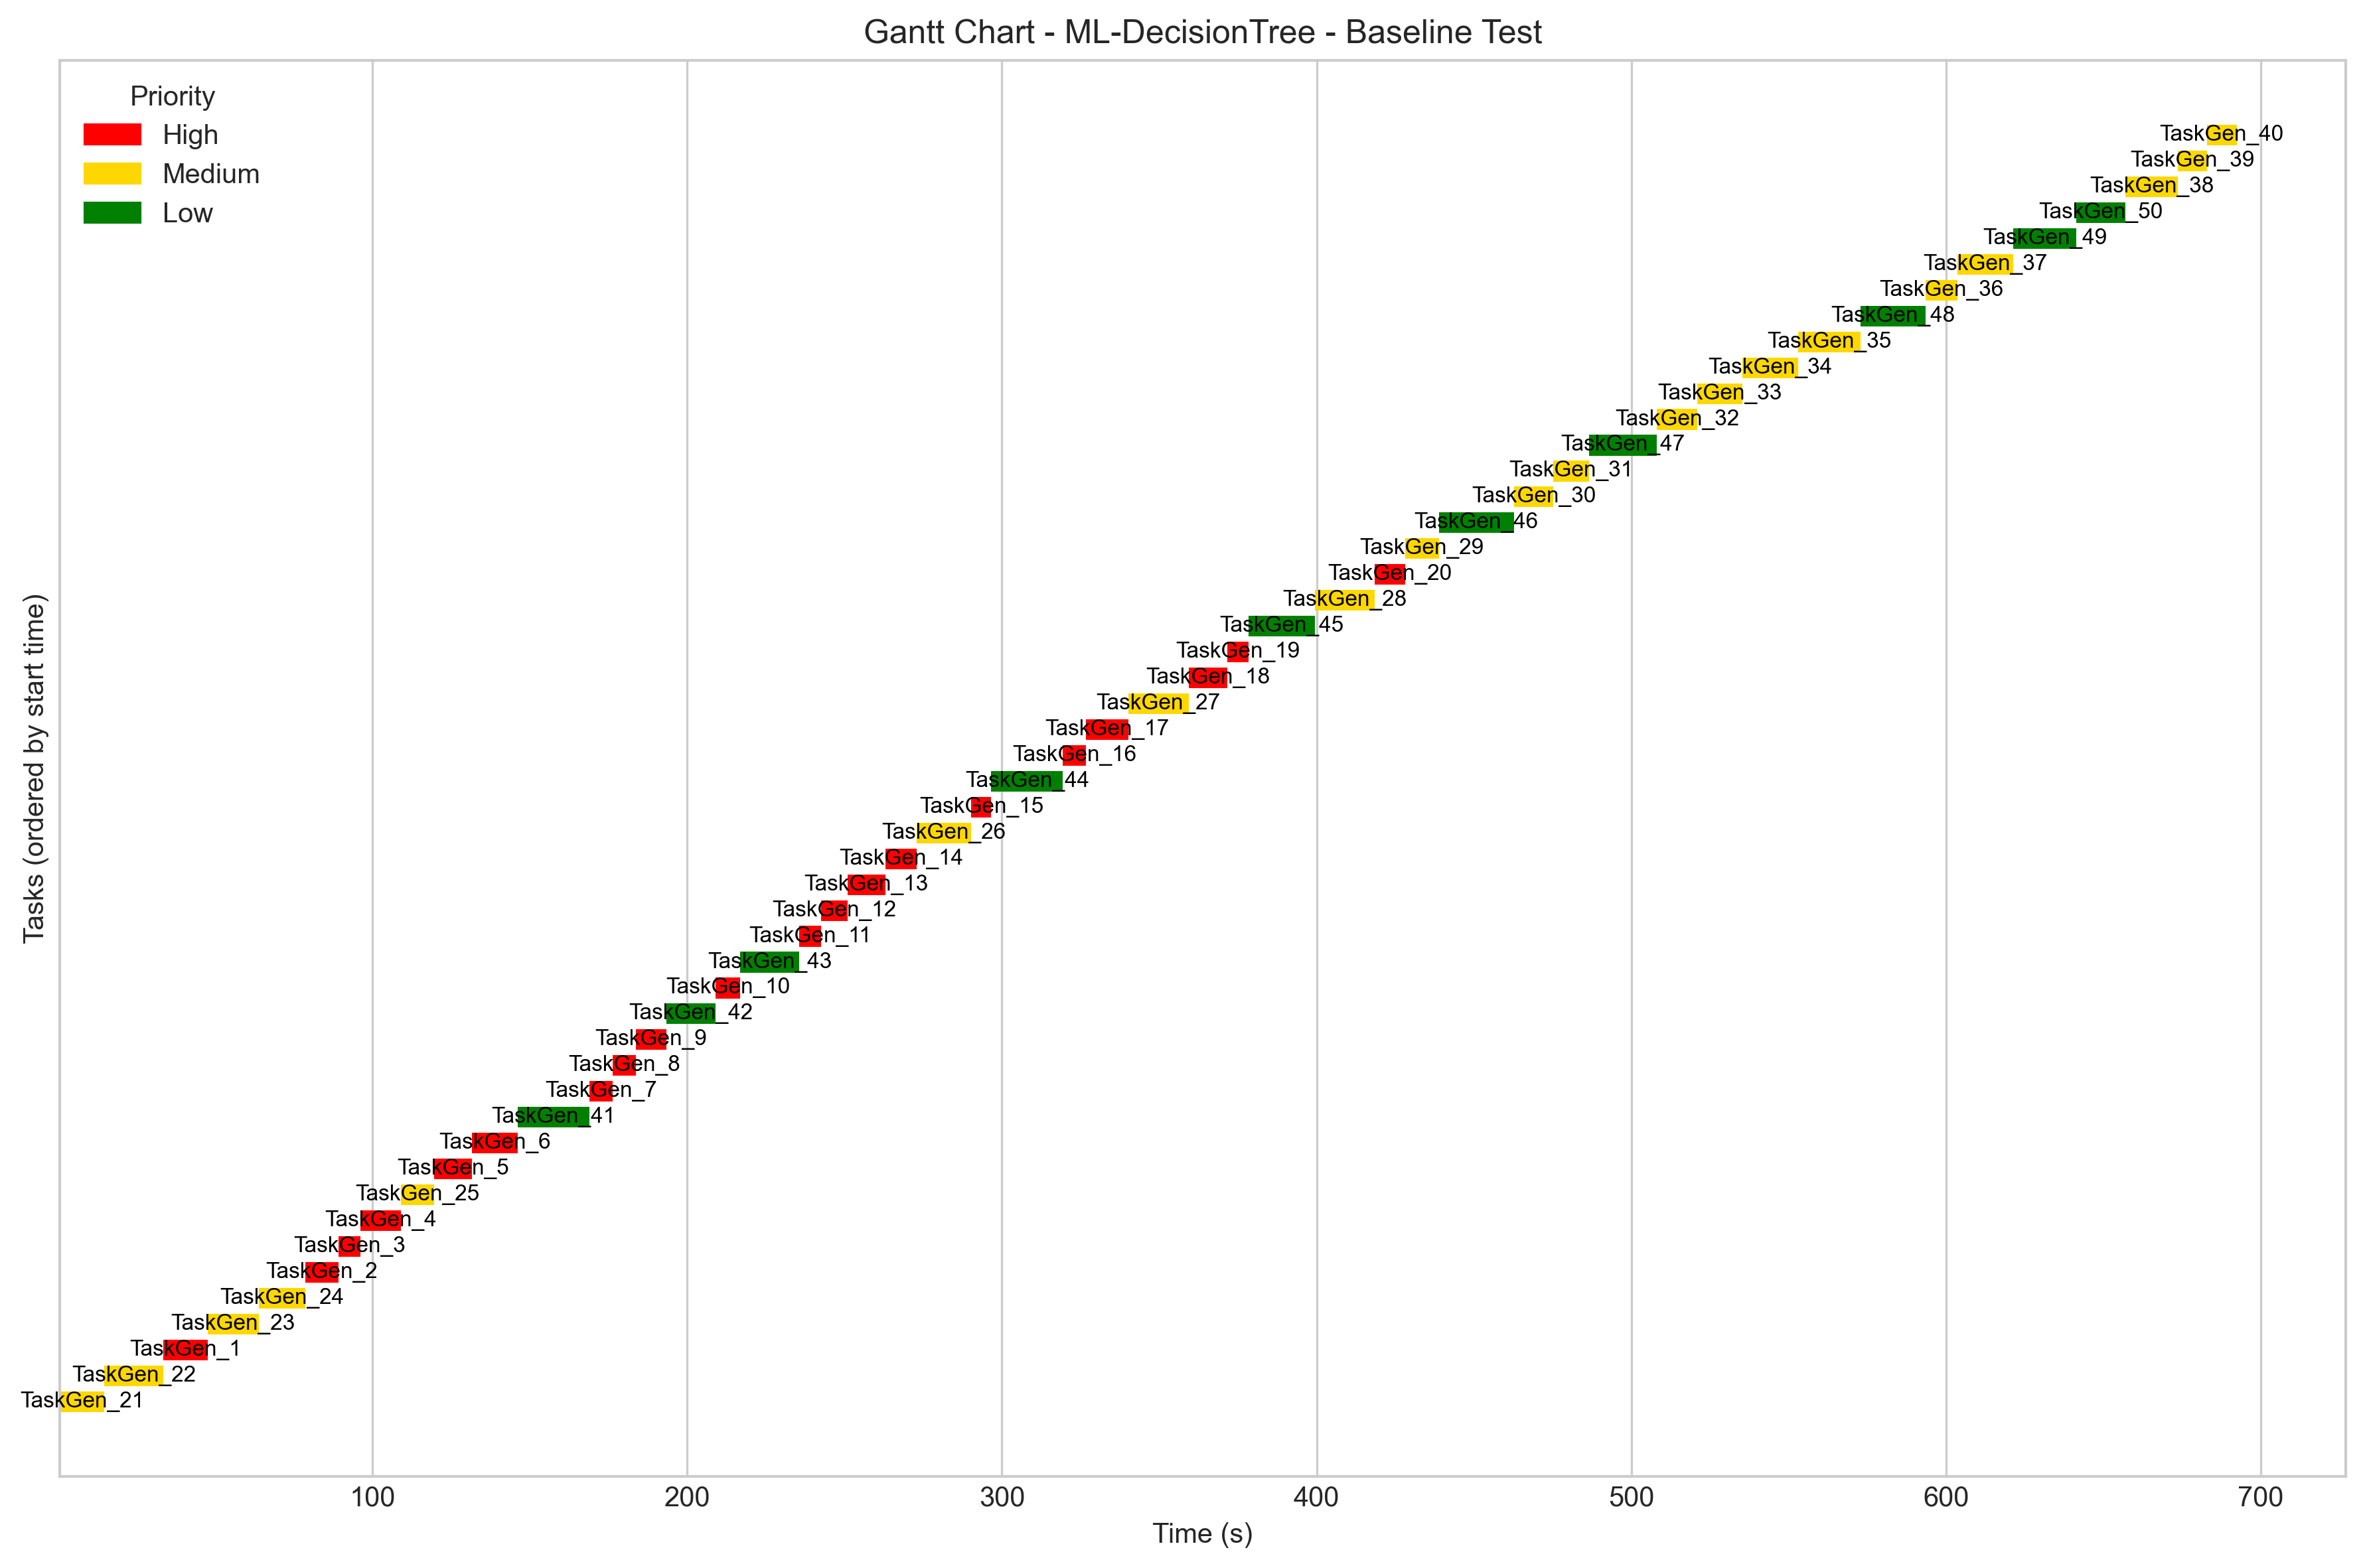 Gantt Chart - ML-DecisionTree - Baseline Test
Priority
High
Medium
Low
TaskGen_40
TaskGen_39
TaskGen_38
TaskGen_50
TaskGen_49
TaskGen_37
TaskGen_36
TaskGen_48
TaskGen_35
TaskGen_34
TaskGen_33
TaskGen_32
TaskGen_47
TaskGen_31
TaskGen_30
TaskGen_46
TaskGen_29
TaskGen_20
TaskGen_28
TaskGen_45
TaskGen_19
TaskGen_18
TaskGen_27
TaskGen_17
TaskGen_16
TaskGen_44
TaskGen_15
TaskGen_26
TaskGen_14
TaskGen_13
TaskGen_12
TaskGen_11
TaskGen_43
TaskGen_10
TaskGen_42
TaskGen_9
TaskGen_8
TaskGen_7
TaskGen_41
TaskGen_6
TaskGen_5
TaskGen_25
TaskGen_4
TaskGen_3
TaskGen_2
TaskGen_24
TaskGen_23
TaskGen_1
TaskGen_22
TaskGen_21
Tasks (ordered by start time)
100 200 300 400 500 600 700
Time (s)